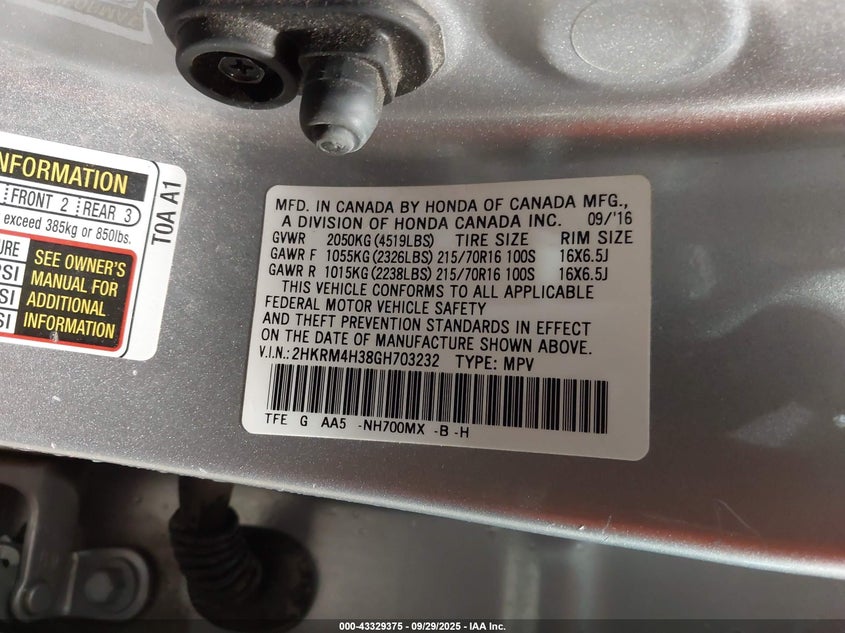 NFORMATION
FRONT 2 REAR 3
exceed 385kg or 850lbs.
URE
PSI
SI
SI
SEE OWNER'S
MANUAL FOR
ADDITIONAL
INFORMATION
T0A A1
MFD. IN CANADA BY HONDA OF CANADA MFG.,
A DIVISION OF HONDA CANADA INC. 09/'16
GVWR 2050KG (4519LBS) TIRE SIZE RIM SIZE
GAWR F 1055KG (2326LBS) 215/70R16 100S 16X6.5J
GAWR R 1015KG (2238LBS) 215/70R16 100S 16X6.5J
THIS VEHICLE CONFORMS TO ALL APPLICABLE
FEDERAL MOTOR VEHICLE SAFETY
AND THEFT PREVENTION STANDARDS IN EFFECT
ON THE DATE OF MANUFACTURE SHOWN ABOVE.
V.I.N.: 2HKRM4H38GH703232 TYPE: MPV
TFE G AA5 -NH700MX -B -H
000-43329375 - 09/29/2025 - IAA Inc.